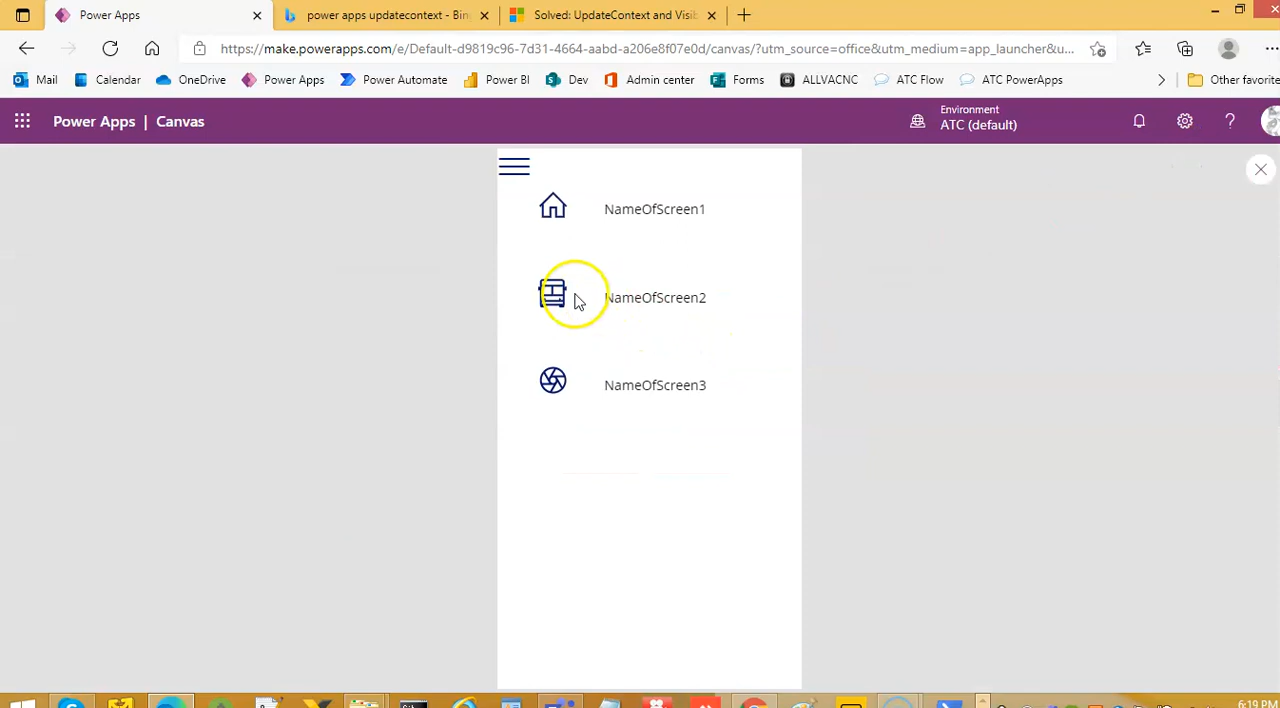 Power Apps
power apps updatecontext - Bin
Solved: UpdateContext and Visib
https://make.powerapps.com/e/Default-d9819c96-7d31-4664-aabd-a206e8f07e0d/canvas/?utm_source=office&utm_medium=app_launcher&u...
Mail Calendar OneDrive Power Apps Power Automate Power BI Dev Admin center Forms ALLVACNC ATC Flow ATC PowerApps Other favorite
Power Apps | Canvas
Environment
ATC (default)
NameOfScreen1
NameOfScreen2
NameOfScreen3
6:19 PM